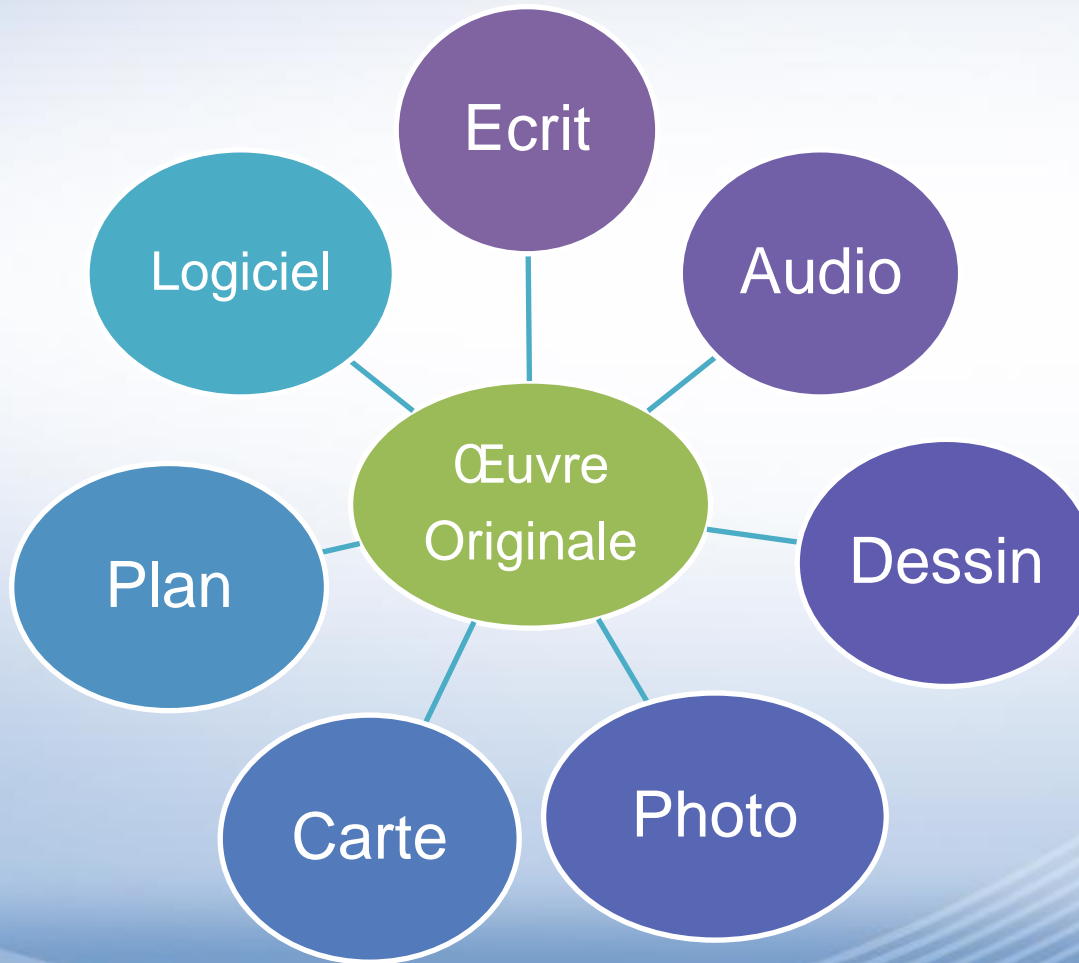 Ecrit
Audio
Logiciel
Œuvre
Originale
Dessin
Plan
Photo
Carte